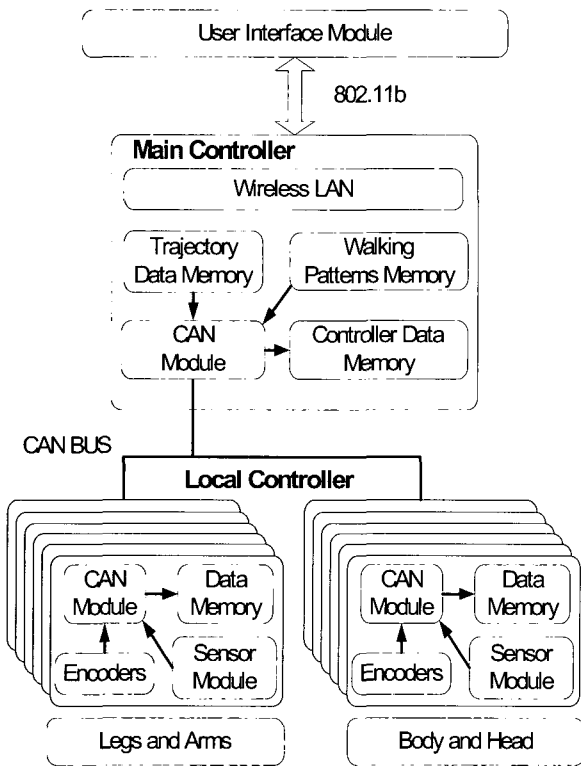 User Interface Module
802.11b
Main Controller
Wireless LAN
Trajectory
Data Memory
Walking
Patterns Memory
CAN
Module
Controller Data
Memory
CAN BUS
Local Controller
CAN
Module
Data
Memory
Encoders
Sensor
Module
CAN
Module
Data
Memory
Encoders
Sensor
Module
Legs and Arms
Body and Head